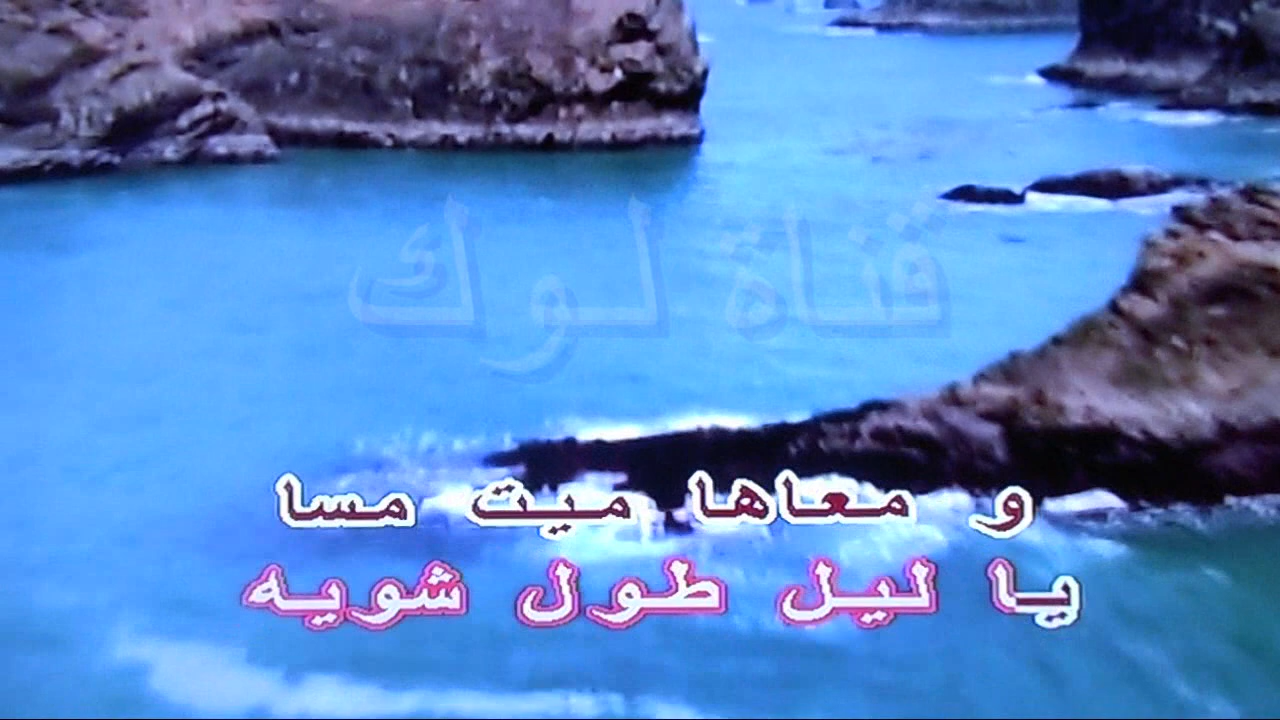 قناة لوك
و معاها ميت مسا
يا ليل طول شويه